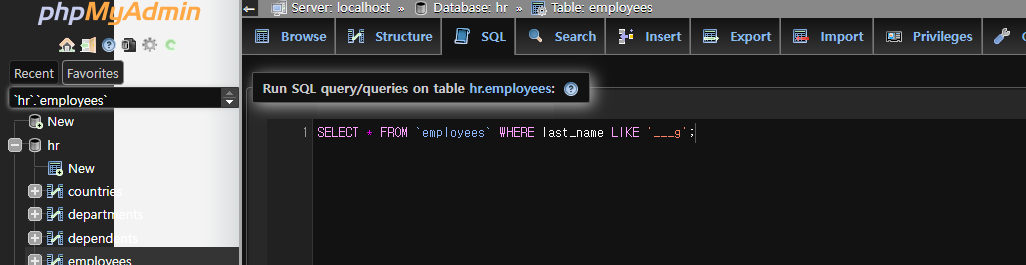 phpMyAdmin
Server: localhost » Database: hr » Table: employees
Browse Structure SQL Search Insert Export Import Privileges
Recent Favorites
`hr`.`employees`
Run SQL query/queries on table hr.employees:
New
1 SELECT * FROM `employees` WHERE last_name LIKE '___g';
hr
New
countries
departments
dependents
employees